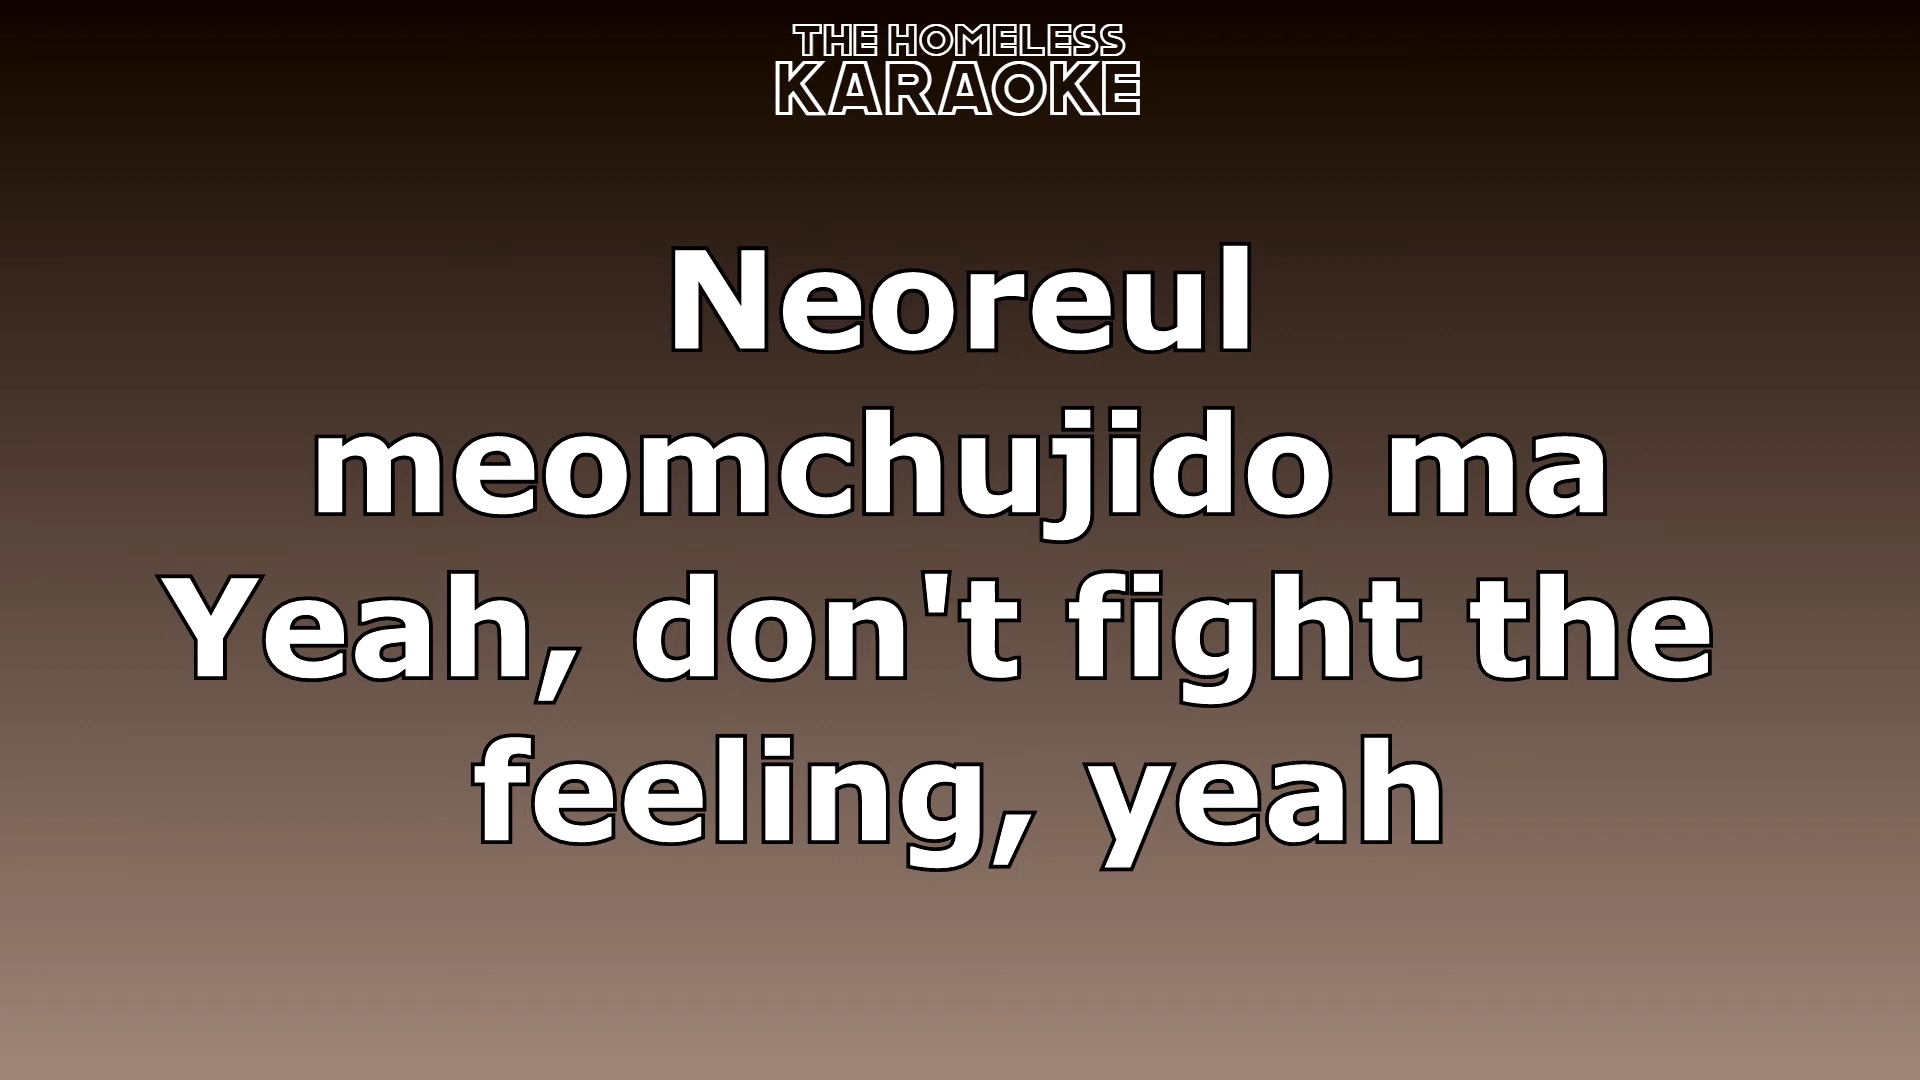 THE HOMELESS
KARAOKE
Neoreul
meomchujido ma
Yeah, don't fight the
feeling, yeah